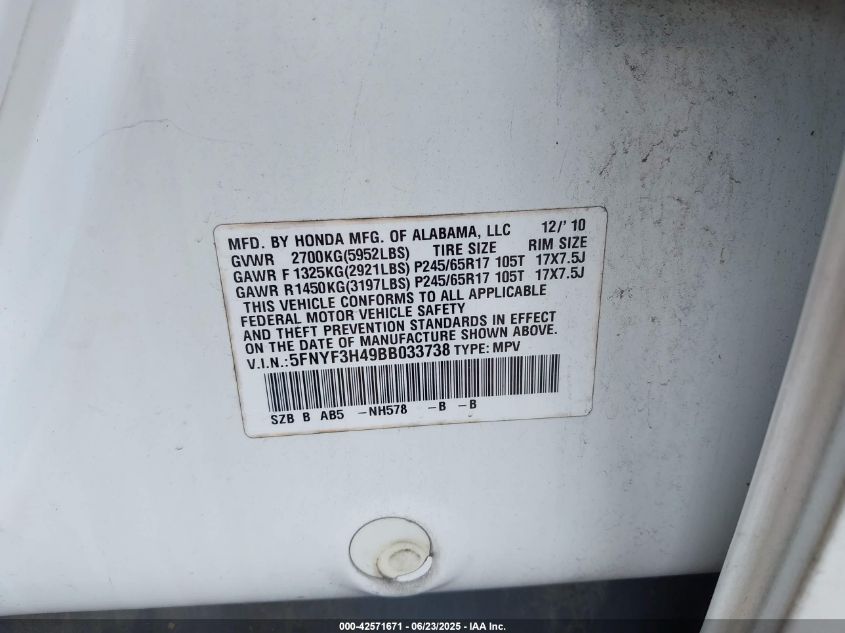 MFD. BY HONDA MFG. OF ALABAMA, LLC 12/' 10
GVWR 2700KG(5952LBS) TIRE SIZE RIM SIZE
GAWR F 1325KG(2921LBS) P245/65R17 105T 17X7.5J
GAWR R1450KG(3197LBS) P245/65R17 105T 17X7.5J
THIS VEHICLE CONFORMS TO ALL APPLICABLE
FEDERAL MOTOR VEHICLE SAFETY
AND THEFT PREVENTION STANDARDS IN EFFECT
ON THE DATE OF MANUFACTURE SHOWN ABOVE.
V.I.N.:5FNYF3H49BB033738 TYPE: MPV
SZB B AB5 -NH578 -B -B
000-42571671 - 06/23/2025 - IAA Inc.